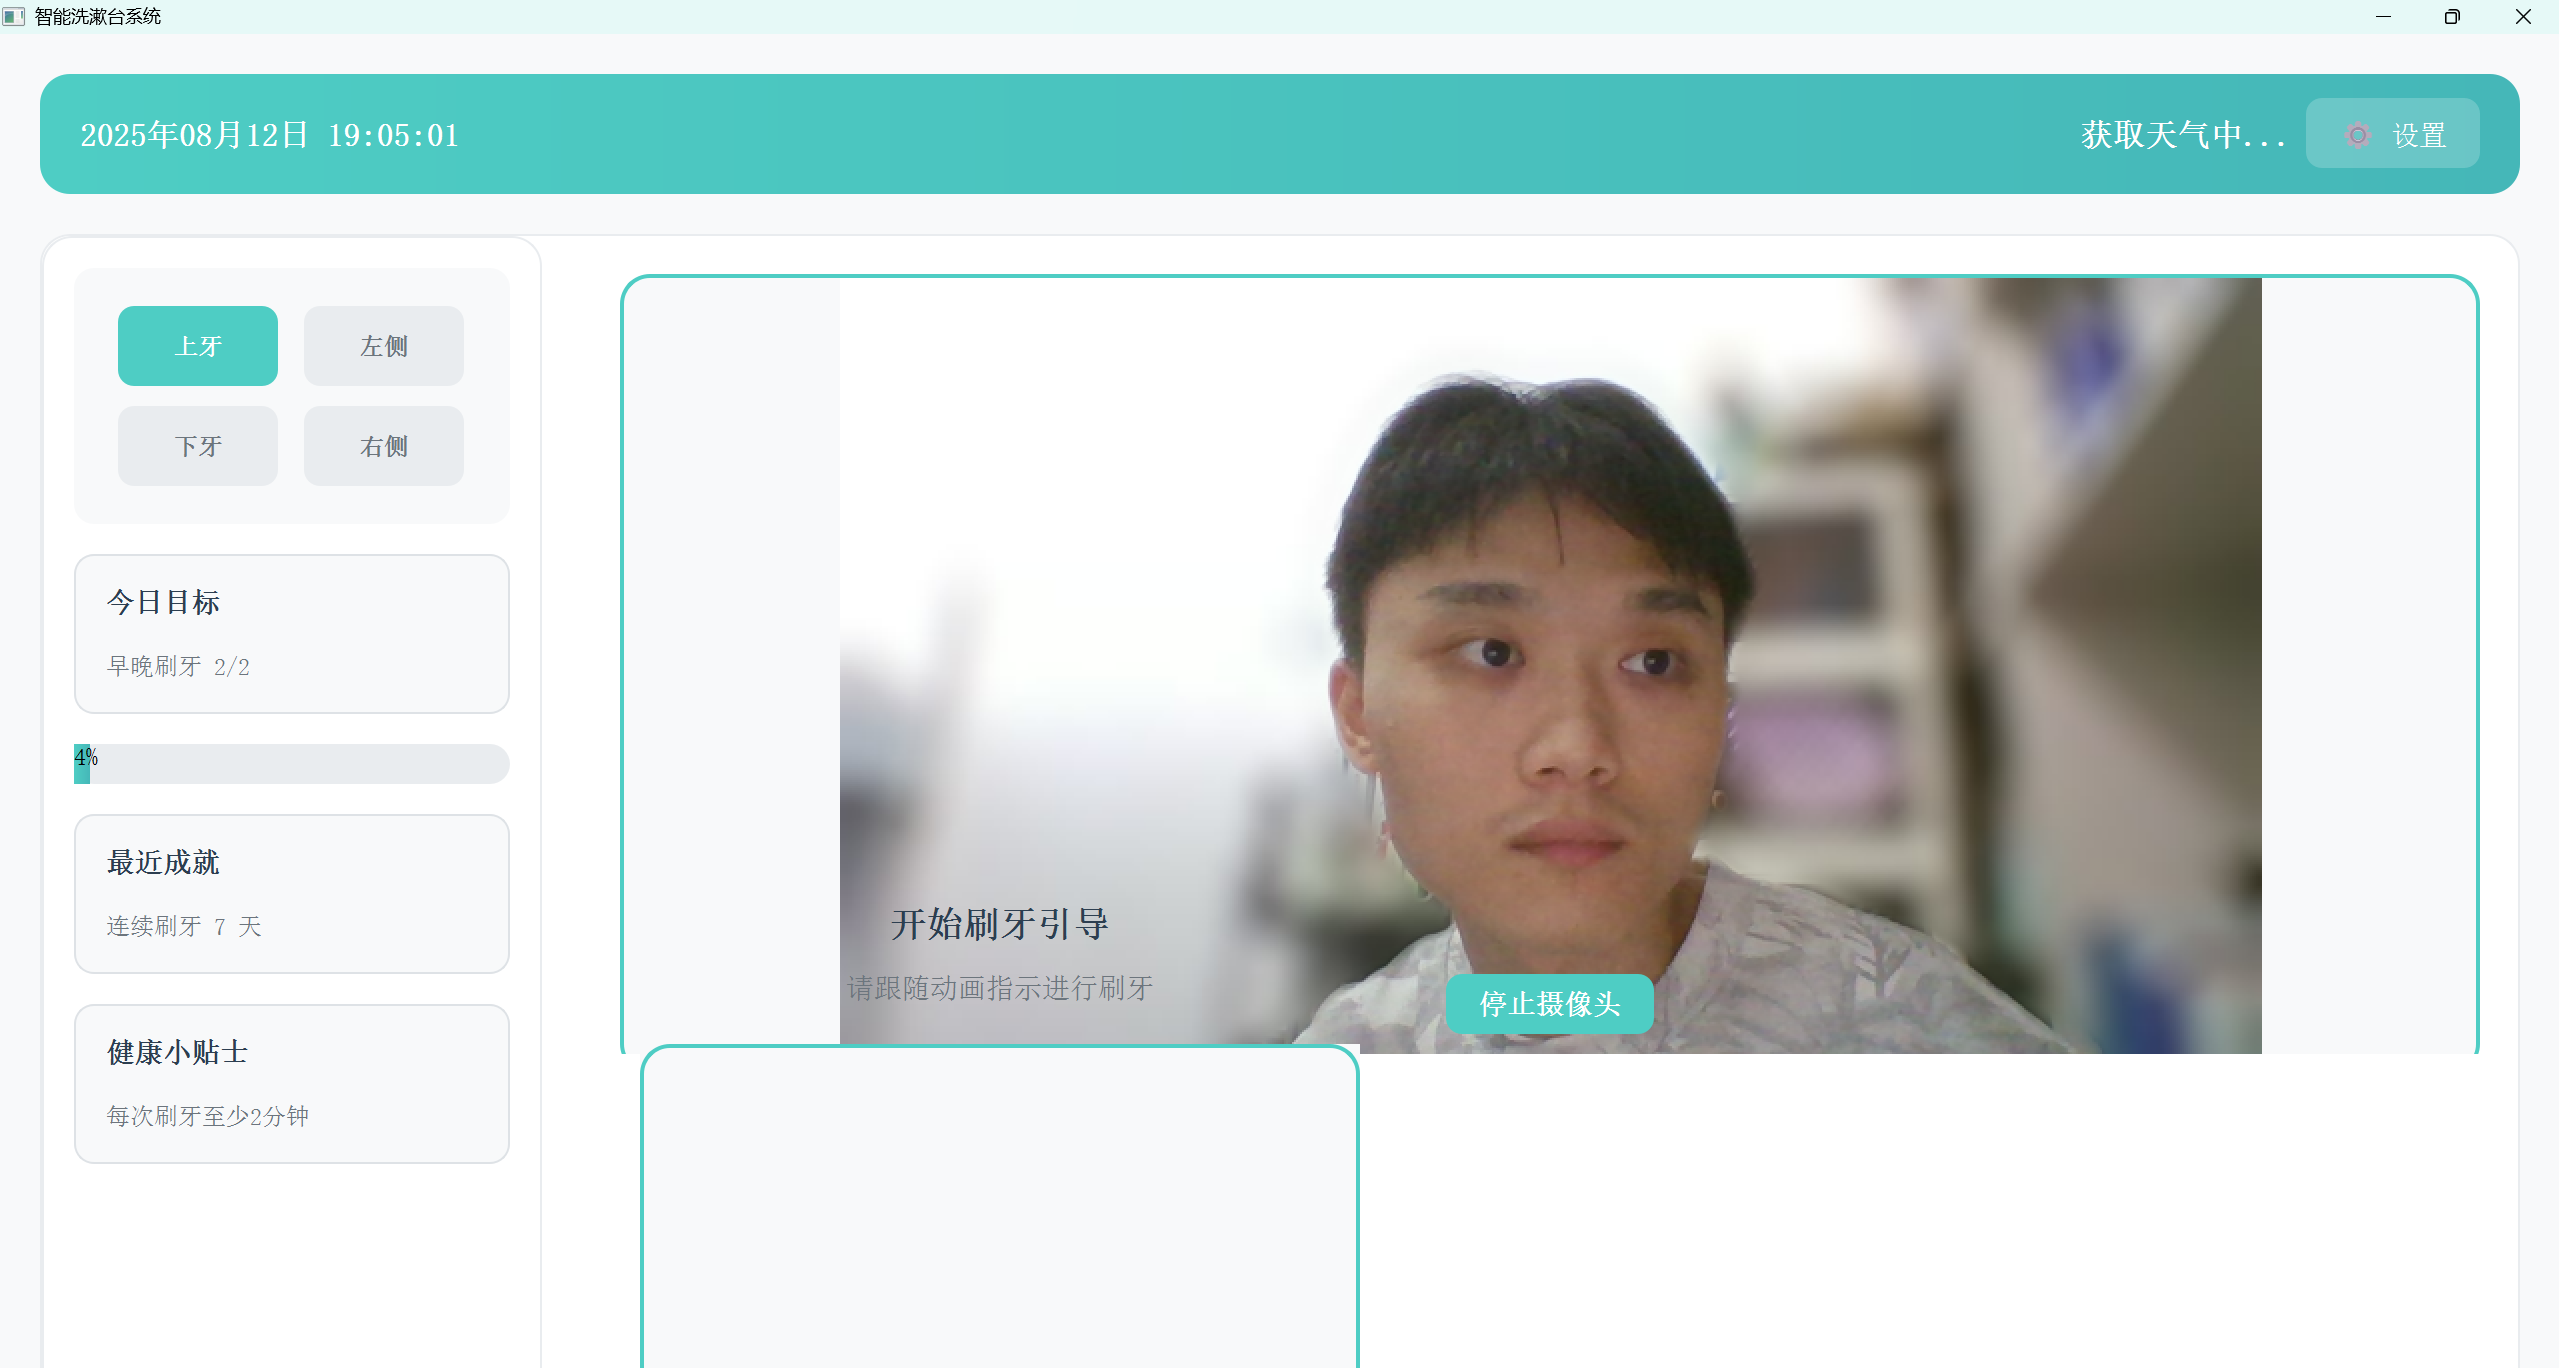 智能洗漱台系统
2025年08月12日 19:05:01
获取天气中...
设置
上牙
左侧
下牙
右侧
今日目标
早晚刷牙 2/2
4%
最近成就
连续刷牙 7 天
健康小贴士
每次刷牙至少2分钟
开始刷牙引导
请跟随动画指示进行刷牙
停止摄像头